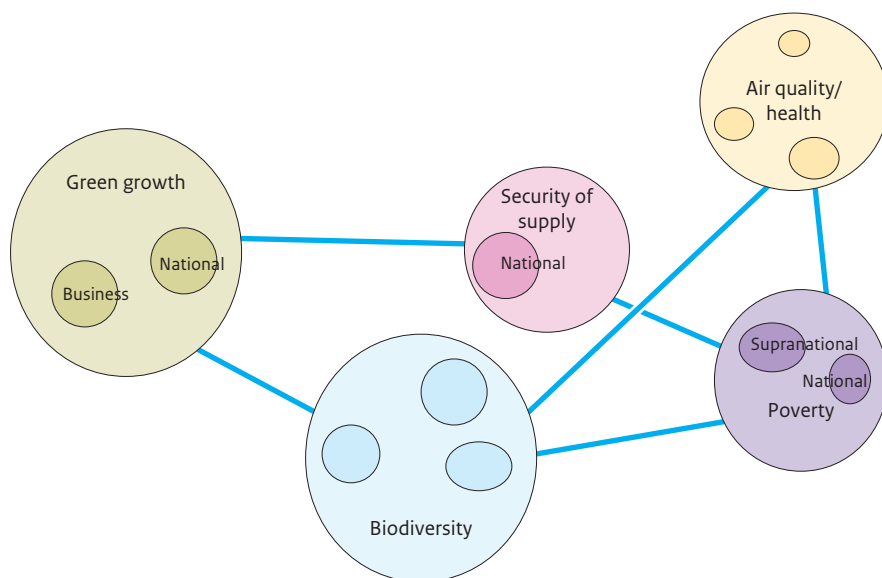 Air quality/
health
Green growth
National
Business
Security of
supply
National
Supranational
National
Poverty
Biodiversity